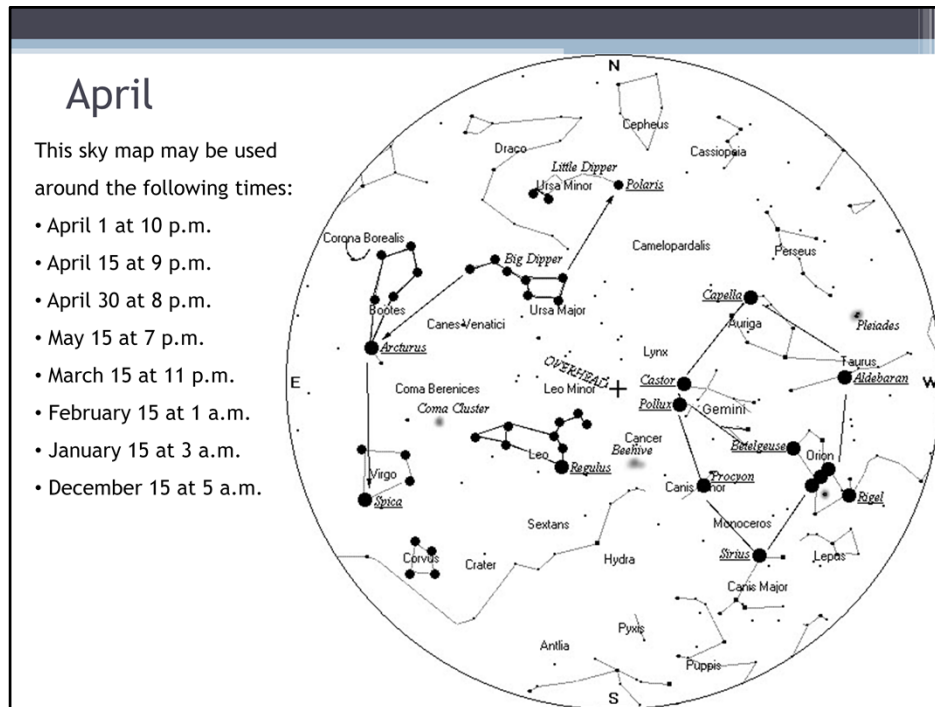 April
This sky map may be used
around the following times:
• April 1 at 10 p.m.
• April 15 at 9 p.m.
• April 30 at 8 p.m.
• May 15 at 7 p.m.
• March 15 at 11 p.m.
• February 15 at 1 a.m.
• January 15 at 3 a.m.
• December 15 at 5 a.m.
N
Cepheus
Draco
Cassiopeia
Little Dipper
Ursa Minor
Polaris
Corona Borealis
Camelopardalis
Perseus
Big Dipper
Ursa Major
Bootes
Canes-Venatici
Capella
Auriga
Pleiades
Arcturus
Lynx
Taurus
E
OVERHEAD
W
Coma Berenices
Leo Minor
Castor
Aldebaran
Coma Cluster
Pollux
Gemini
Cancer
Beehive
Betelgeuse
Orion
Leo
Regulus
Virgo
Procyon
Canis Minor
Spica
Rigel
Sextans
Monoceros
Corvus
Crater
Hydra
Sirius
Lepus
Canis Major
Antlia
Pyxis
Puppis
S